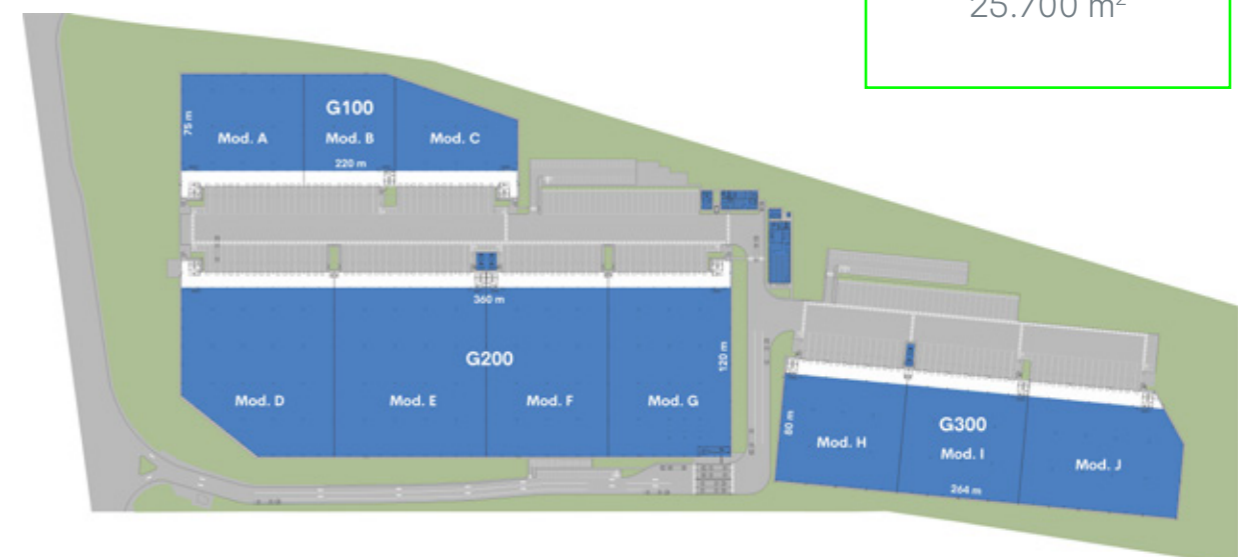 25.700 m²
G100
75 m
Mod. A
Mod. B
Mod. C
220 m
360 m
G200
120 m
Mod. D
Mod. E
Mod. F
Mod. G
80 m
G300
Mod. H
Mod. I
Mod. J
264 m